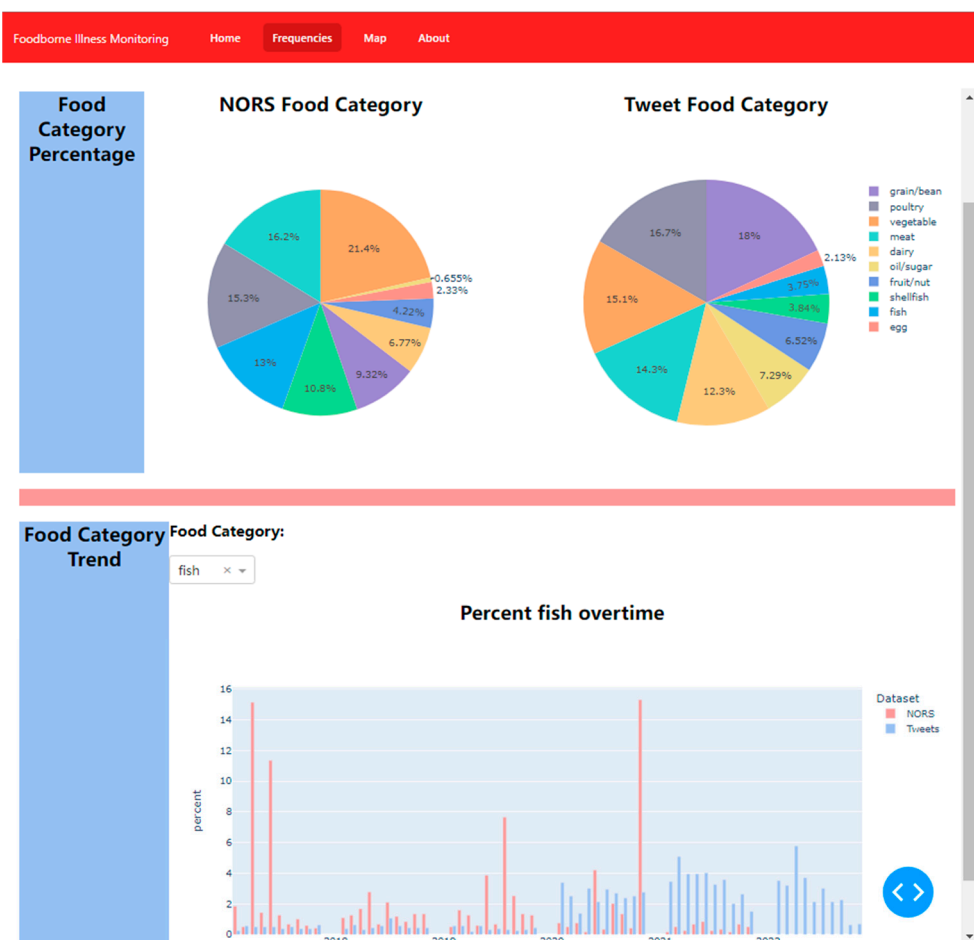 Foodborne Illness Monitoring Home Frequencies Map About
Food
Category
Percentage
NORS Food Category
16.2%
21.4%
0.655%
2.33%
15.3%
4.22%
6.77%
13%
9.32%
10.8%
Tweet Food Category
16.7%
18%
2.13%
3.75%
15.1%
3.84%
6.52%
14.3%
7.29%
12.3%
grain/bean
poultry
vegetable
meat
dairy
oil/sugar
fruit/nut
shellfish
fish
egg
Food Category
Trend
Food Category:
fish × 
Percent fish overtime
16
14
12
10
8
6
4
2
0
percent
Dataset
NORS
Tweets
2018 2019 2020 2021 2022